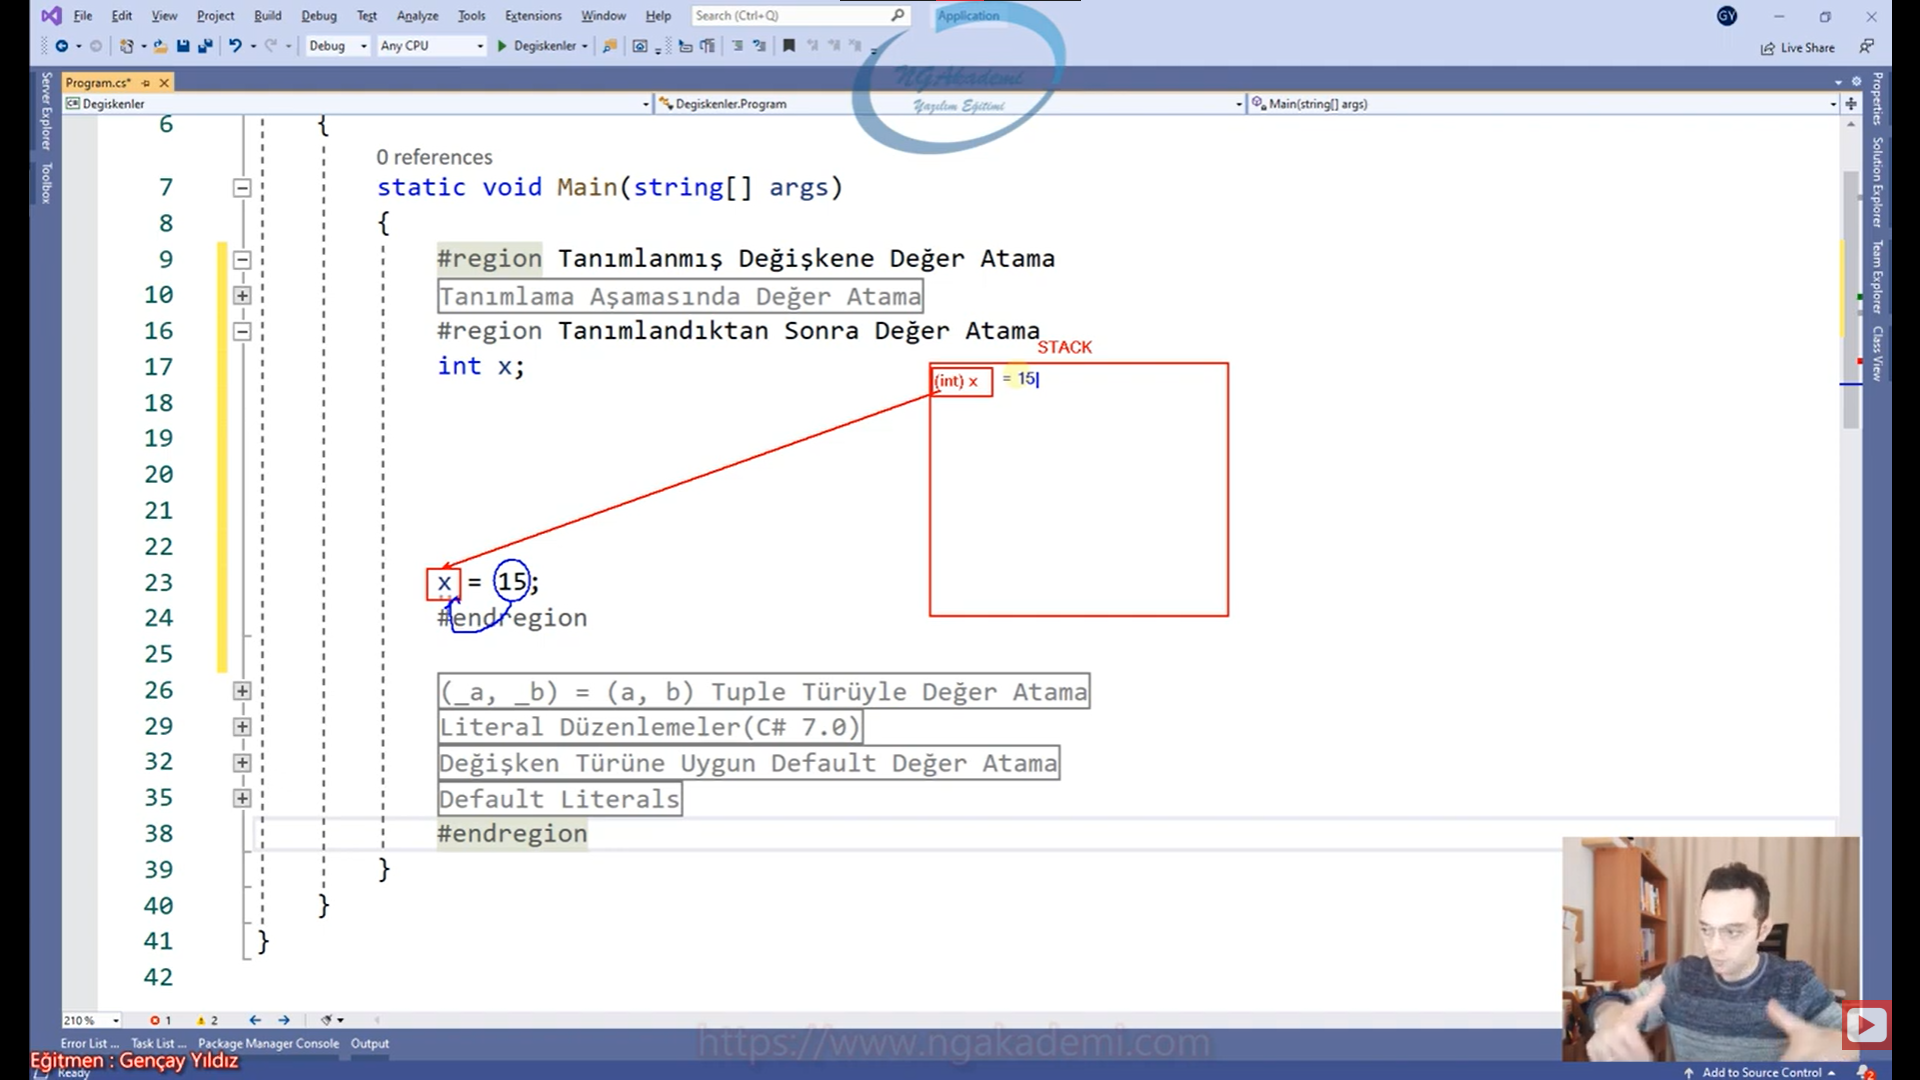 File Edit View Project Build Debug Test Analyze Tools Extensions Window Help Search (Ctrl+Q) Application GY
Debug Any CPU Degiskenler Live Share
NGAkademi
Yazılım Eğitimi
Server Explorer
Toolbox
Properties
Solution Explorer
Team Explorer
Class View
Program.cs*
Degiskenler Degiskenler.Program Main(string[] args)
6 {
0 references
7 static void Main(string[] args)
8 {
9 #region Tanımlanmış Değişkene Değer Atama
10 Tanımlama Aşamasında Değer Atama
16 #region Tanımlandıktan Sonra Değer Atama
STACK
17 int x;
(int) x = 15
18
19
20
21
22
23 x = 15;
24 #endregion
25
26 (_a, _b) = (a, b) Tuple Türüyle Değer Atama
29 Literal Düzenlemeler(C# 7.0)
32 Değişken Türüne Uygun Default Değer Atama
35 Default Literals
38 #endregion
39 }
40 }
41 }
42
210 % 1 2
Error List ... Task List ... Package Manager Console Output
https://www.ngakademi.com
Eğitmen : Gençay Yıldız
Ready Add to Source Control 2